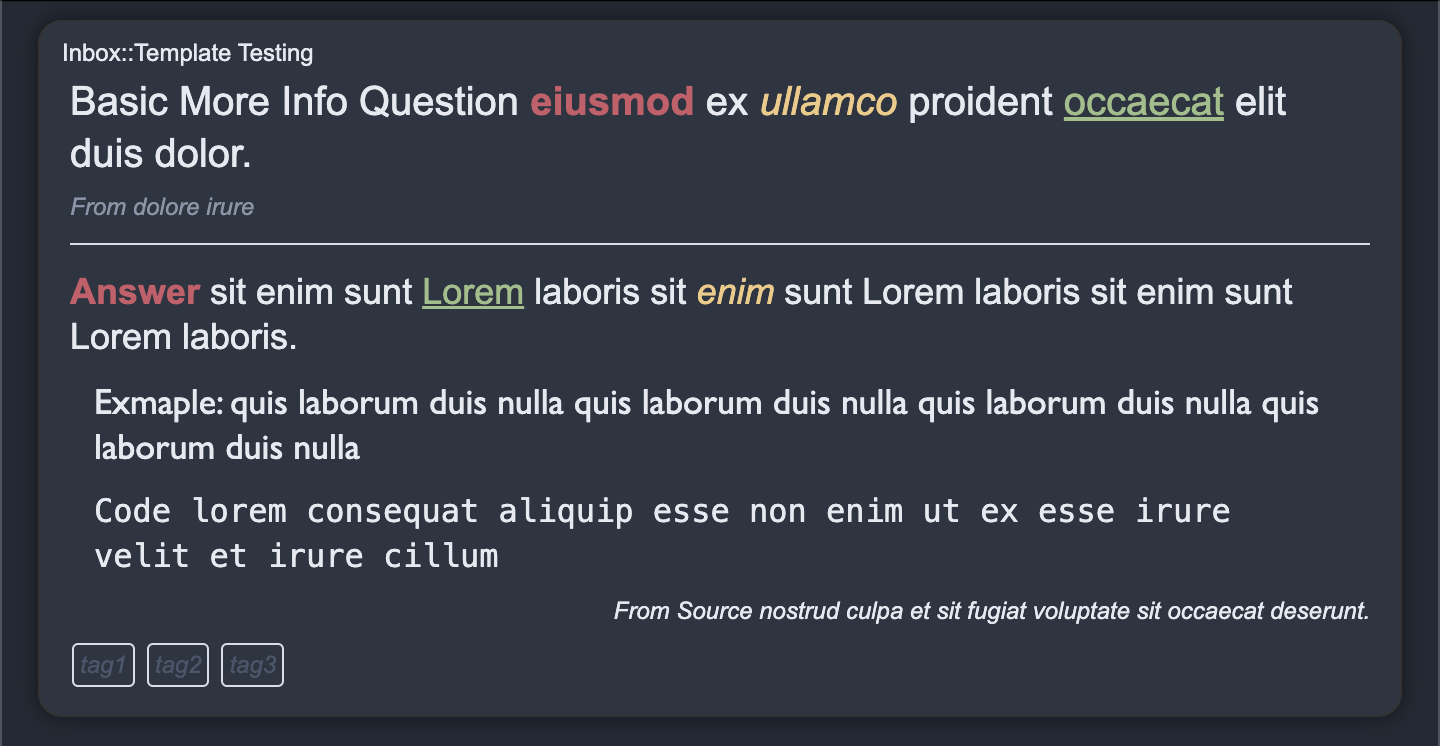 Inbox::Template Testing
Basic More Info Question eiusmod ex ullamco proident occaecat elit
duis dolor.
From dolore irure
Answer sit enim sunt Lorem laboris sit enim sunt Lorem laboris sit enim sunt
Lorem laboris.
Exmaple: quis laborum duis nulla quis laborum duis nulla quis laborum duis nulla quis
laborum duis nulla
Code lorem consequat aliquip esse non enim ut ex esse irure
velit et irure cillum
From Source nostrud culpa et sit fugiat voluptate sit occaecat deserunt.
tag1 tag2 tag3